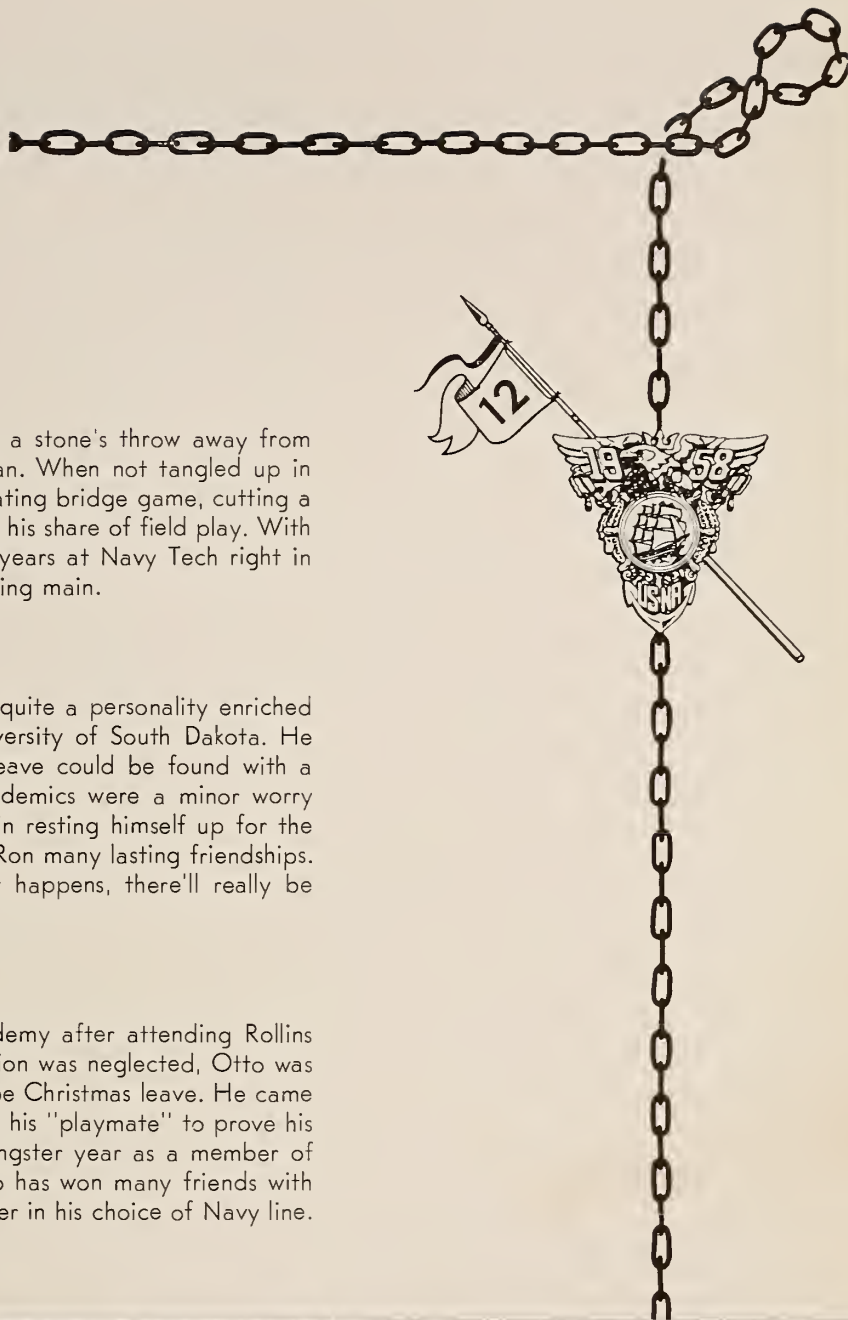 a stone's throw away from
an. When not tangled up in
ating bridge game, cutting a
his share of field play. With
years at Navy Tech right in
ing main.
quite a personality enriched
versity of South Dakota. He
eave could be found with a
demics were a minor worry
n resting himself up for the
Ron many lasting friendships.
happens, there'll really be
demy after attending Rollins
ion was neglected, Otto was
be Christmas leave. He came
his "playmate" to prove his
ngster year as a member of
has won many friends with
er in his choice of Navy line.
12
19 58
USNA